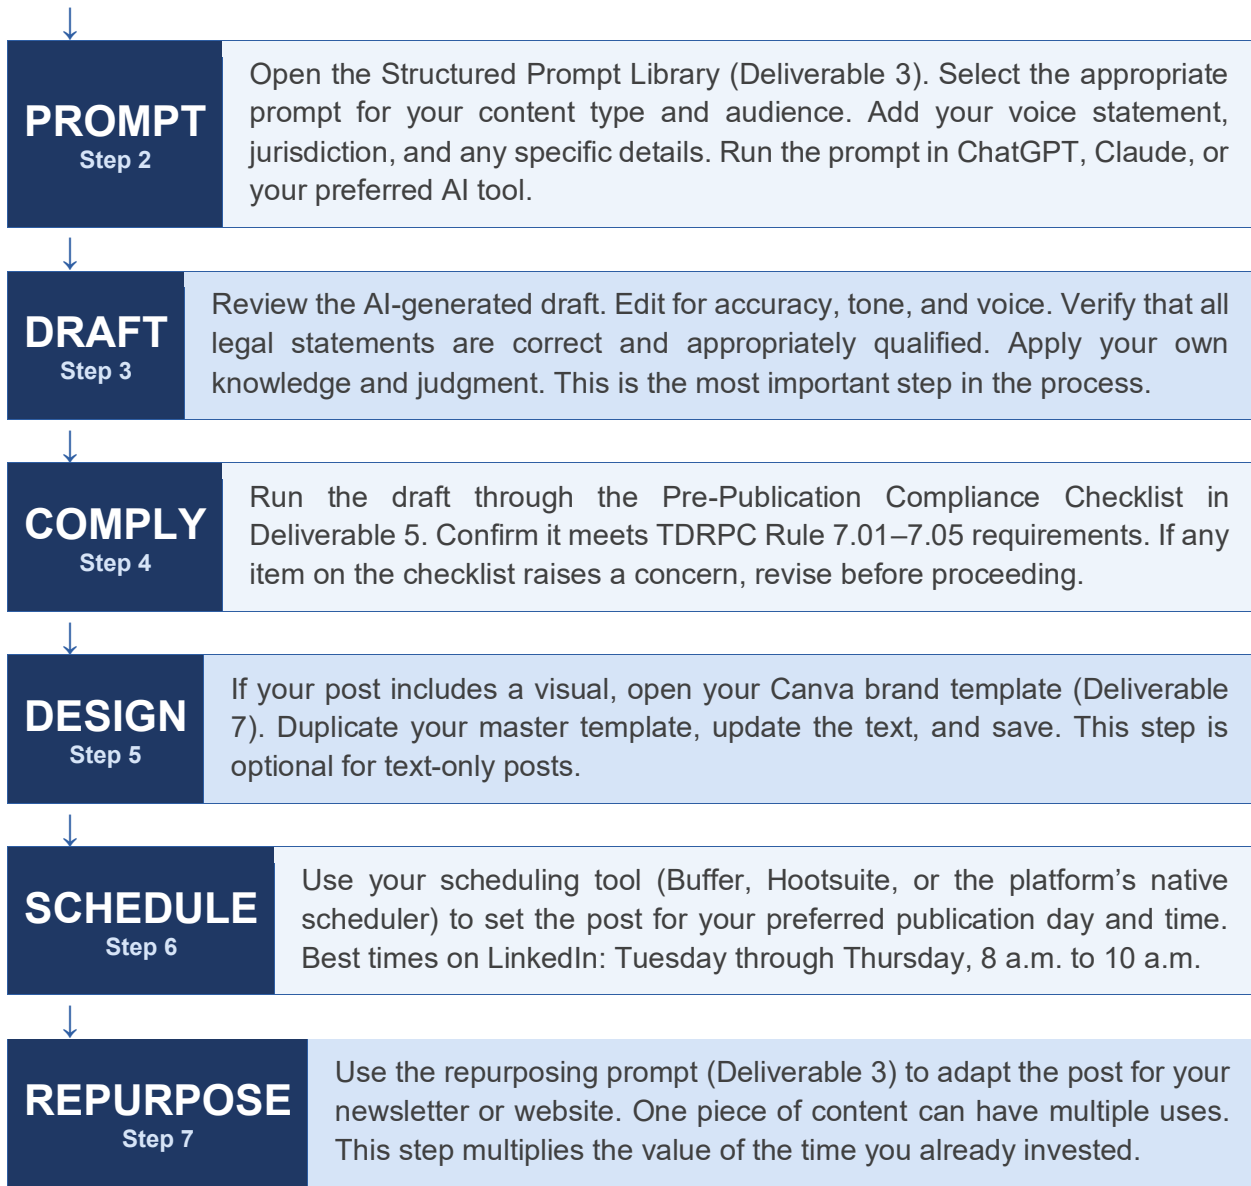 ↓
PROMPT
Step 2
Open the Structured Prompt Library (Deliverable 3). Select the appropriate
prompt for your content type and audience. Add your voice statement,
jurisdiction, and any specific details. Run the prompt in ChatGPT, Claude, or
your preferred AI tool.
↓
DRAFT
Step 3
Review the AI-generated draft. Edit for accuracy, tone, and voice. Verify that all
legal statements are correct and appropriately qualified. Apply your own
knowledge and judgment. This is the most important step in the process.
↓
COMPLY
Step 4
Run the draft through the Pre-Publication Compliance Checklist in
Deliverable 5. Confirm it meets TDRPC Rule 7.01–7.05 requirements. If any
item on the checklist raises a concern, revise before proceeding.
↓
DESIGN
Step 5
If your post includes a visual, open your Canva brand template (Deliverable
7). Duplicate your master template, update the text, and save. This step is
optional for text-only posts.
↓
SCHEDULE
Step 6
Use your scheduling tool (Buffer, Hootsuite, or the platform’s native
scheduler) to set the post for your preferred publication day and time.
Best times on LinkedIn: Tuesday through Thursday, 8 a.m. to 10 a.m.
↓
REPURPOSE
Step 7
Use the repurposing prompt (Deliverable 3) to adapt the post for your
newsletter or website. One piece of content can have multiple uses.
This step multiplies the value of the time you already invested.